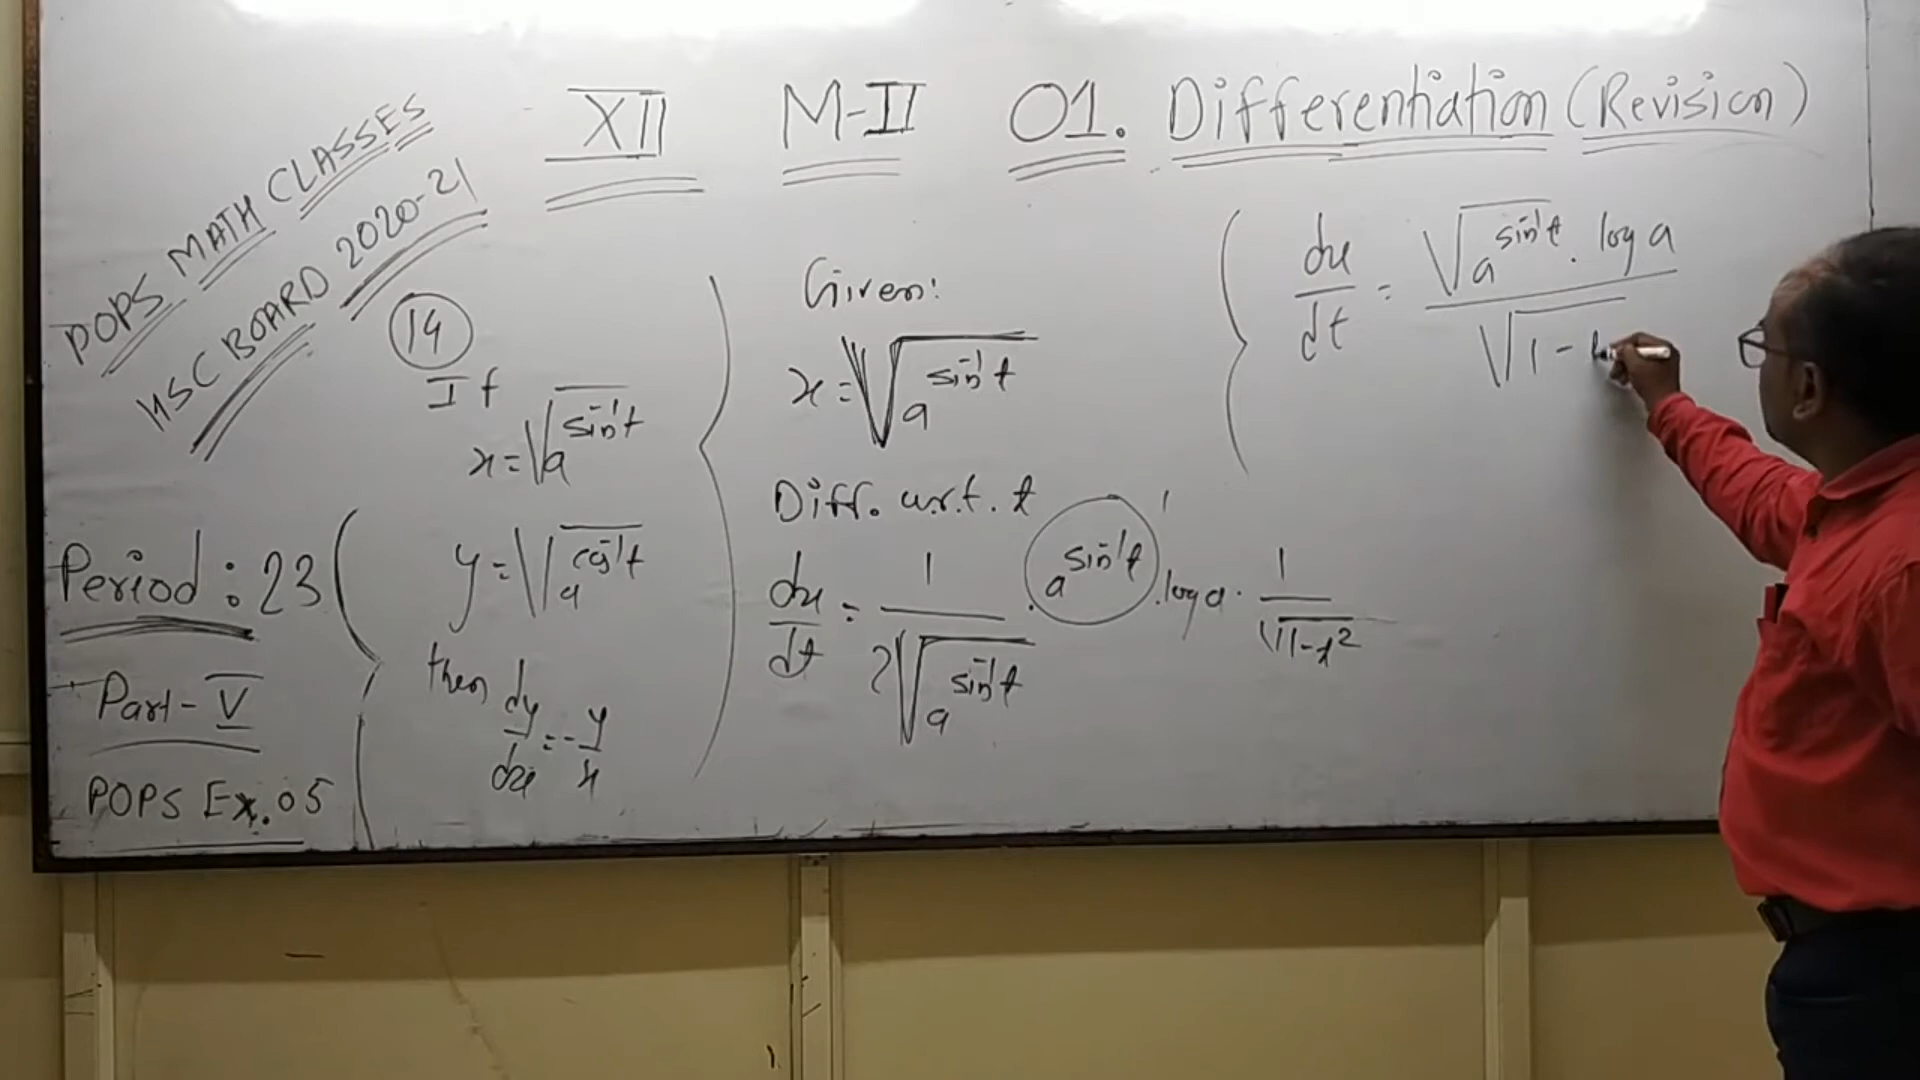 XII M-II 01. Differentiation (Revision)
POPS MATH CLASSES
HSC BOARD 2020-21
Period: 23
Part-V
POPS Ex. 05
14
If
x = √a^sin⁻¹t
y = √a^cos⁻¹t
then dy/dx = -y/x
Given:
x = √a^sin⁻¹t
Diff. w.r.t. t
dx/dt = 1/2√a^sin⁻¹t . a^sin⁻¹t . log a . 1/√1-t²
dx/dt = √a^sin⁻¹t . log a / √1-